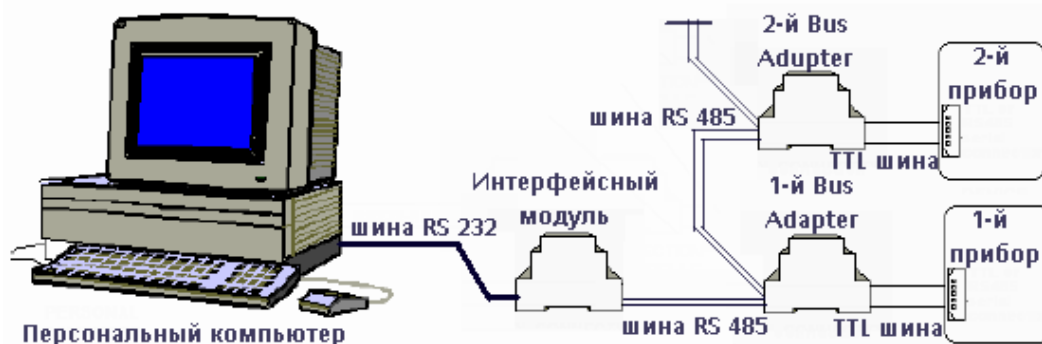 2-й Bus
Adupter
2-й
прибор
шина RS 485
TTL шина
Интерфейсный
модуль
1-й Bus
Adapter
1-й
прибор
шина RS 232
шина RS 485
TTL шина
Персональный компьютер